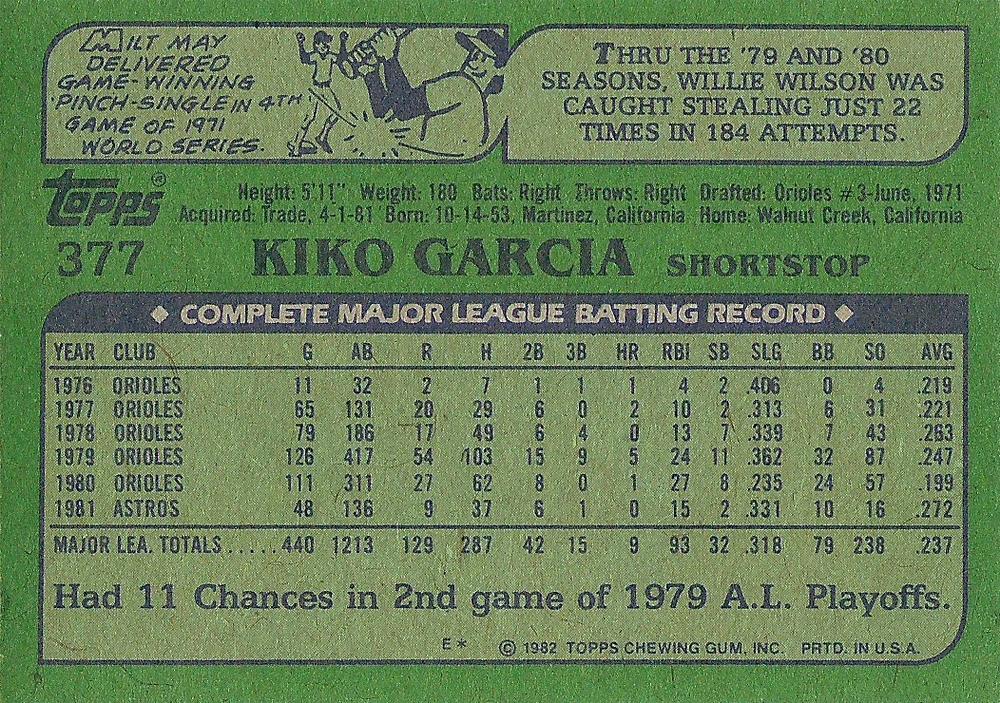 MILT MAY
DELIVERED
GAME-WINNING
PINCH-SINGLE IN 4TH
GAME OF 1971
WORLD SERIES.
THRU THE '79 AND '80
SEASONS, WILLIE WILSON WAS
CAUGHT STEALING JUST 22
TIMES IN 184 ATTEMPTS.
Topps®
Height: 5'11" Weight: 180 Bats: Right Throws: Right Drafted: Orioles #3-June, 1971
Acquired: Trade, 4-1-81 Born: 10-14-53, Martinez, California Home: Walnut Creek, California
377 KIKO GARCIA SHORTSTOP
◆ COMPLETE MAJOR LEAGUE BATTING RECORD ◆
YEAR CLUB G AB R H 2B 3B HR RBI SB SLG BB SO AVG
1976 ORIOLES 11 32 2 7 1 1 1 4 2 .406 0 4 .219
1977 ORIOLES 65 131 20 29 6 0 2 10 2 .313 6 31 .221
1978 ORIOLES 79 186 17 49 6 4 0 13 7 .339 7 43 .263
1979 ORIOLES 126 417 54 103 15 9 5 24 11 .362 32 87 .247
1980 ORIOLES 111 311 27 62 8 0 1 27 8 .235 24 57 .199
1981 ASTROS 48 136 9 37 6 1 0 15 2 .331 10 16 .272
MAJOR LEA. TOTALS.....440 1213 129 287 42 15 9 93 32 .318 79 238 .237
Had 11 Chances in 2nd game of 1979 A.L. Playoffs.
E* © 1982 TOPPS CHEWING GUM, INC. PRTD. IN U.S.A.